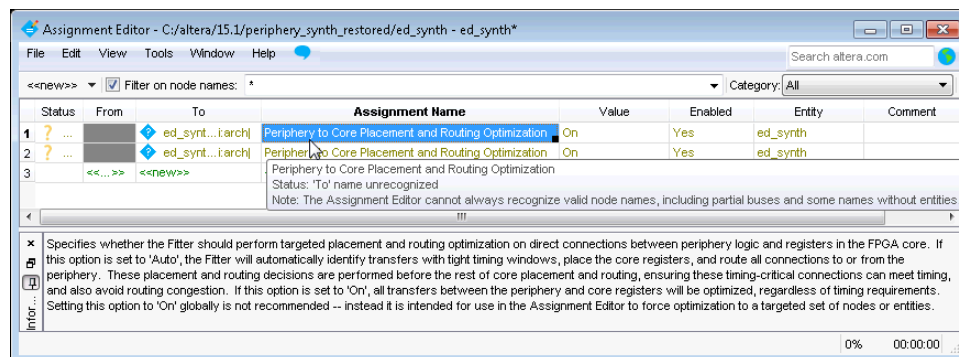 Assignment Editor - C:/altera/15.1/periphery_synth_restored/ed_synth - ed_synth*
File Edit View Tools Window Help
Search altera.com
<<new>> Filter on node names: * Category: All
Status From To Assignment Name Value Enabled Entity Comment
1 ? ... ed_synt...i:arch| Periphery to Core Placement and Routing Optimization On Yes ed_synth
2 ? ... ed_synt...i:arch| Periphery to Core Placement and Routing Optimization On Yes ed_synth
3 <<...>> <<new>>
Periphery to Core Placement and Routing Optimization
Status: 'To' name unrecognized
Note: The Assignment Editor cannot always recognize valid node names, including partial buses and some names without entities
Specifies whether the Fitter should perform targeted placement and routing optimization on direct connections between periphery logic and registers in the FPGA core. If
this option is set to 'Auto', the Fitter will automatically identify transfers with tight timing windows, place the core registers, and route all connections to or from the
periphery. These placement and routing decisions are performed before the rest of core placement and routing, ensuring these timing-critical connections can meet timing,
and also avoid routing congestion. If this option is set to 'On', all transfers between the periphery and core registers will be optimized, regardless of timing requirements.
Setting this option to 'On' globally is not recommended -- instead it is intended for use in the Assignment Editor to force optimization to a targeted set of nodes or entities.
Infor...
0% 00:00:00